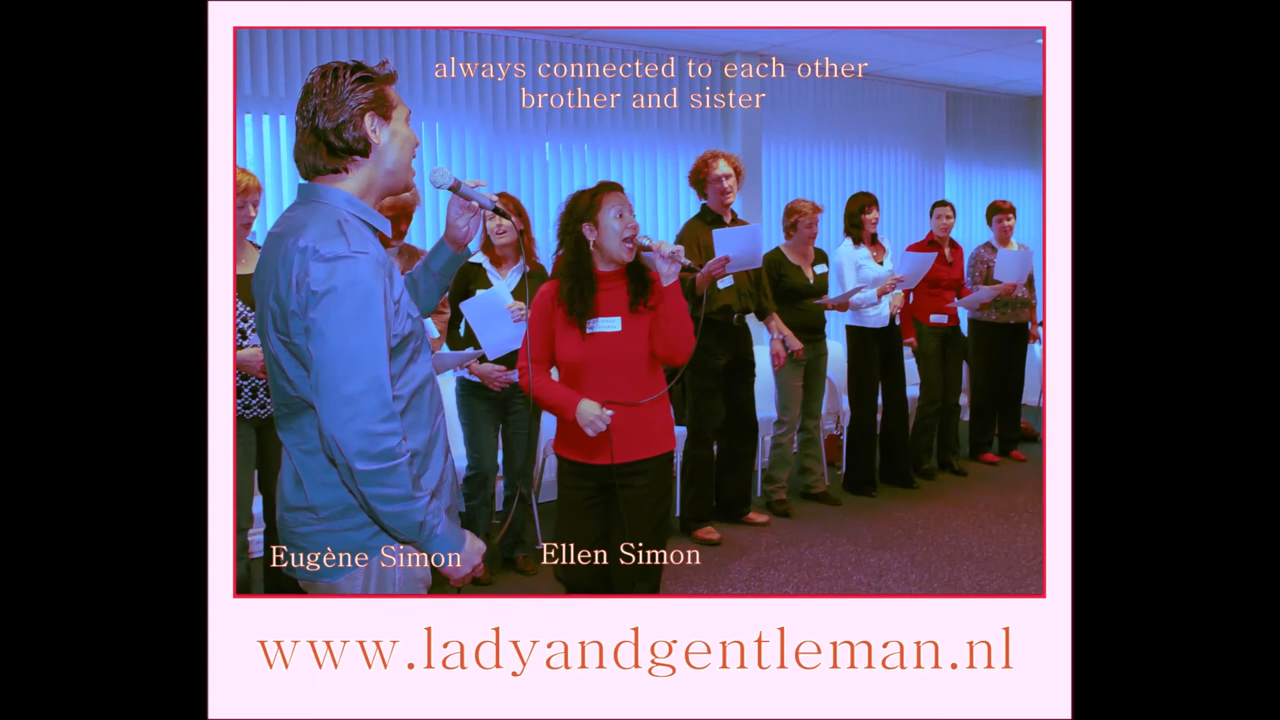 always connected to each other
brother and sister
Eugène Simon
Ellen Simon
www.ladyandgentleman.nl